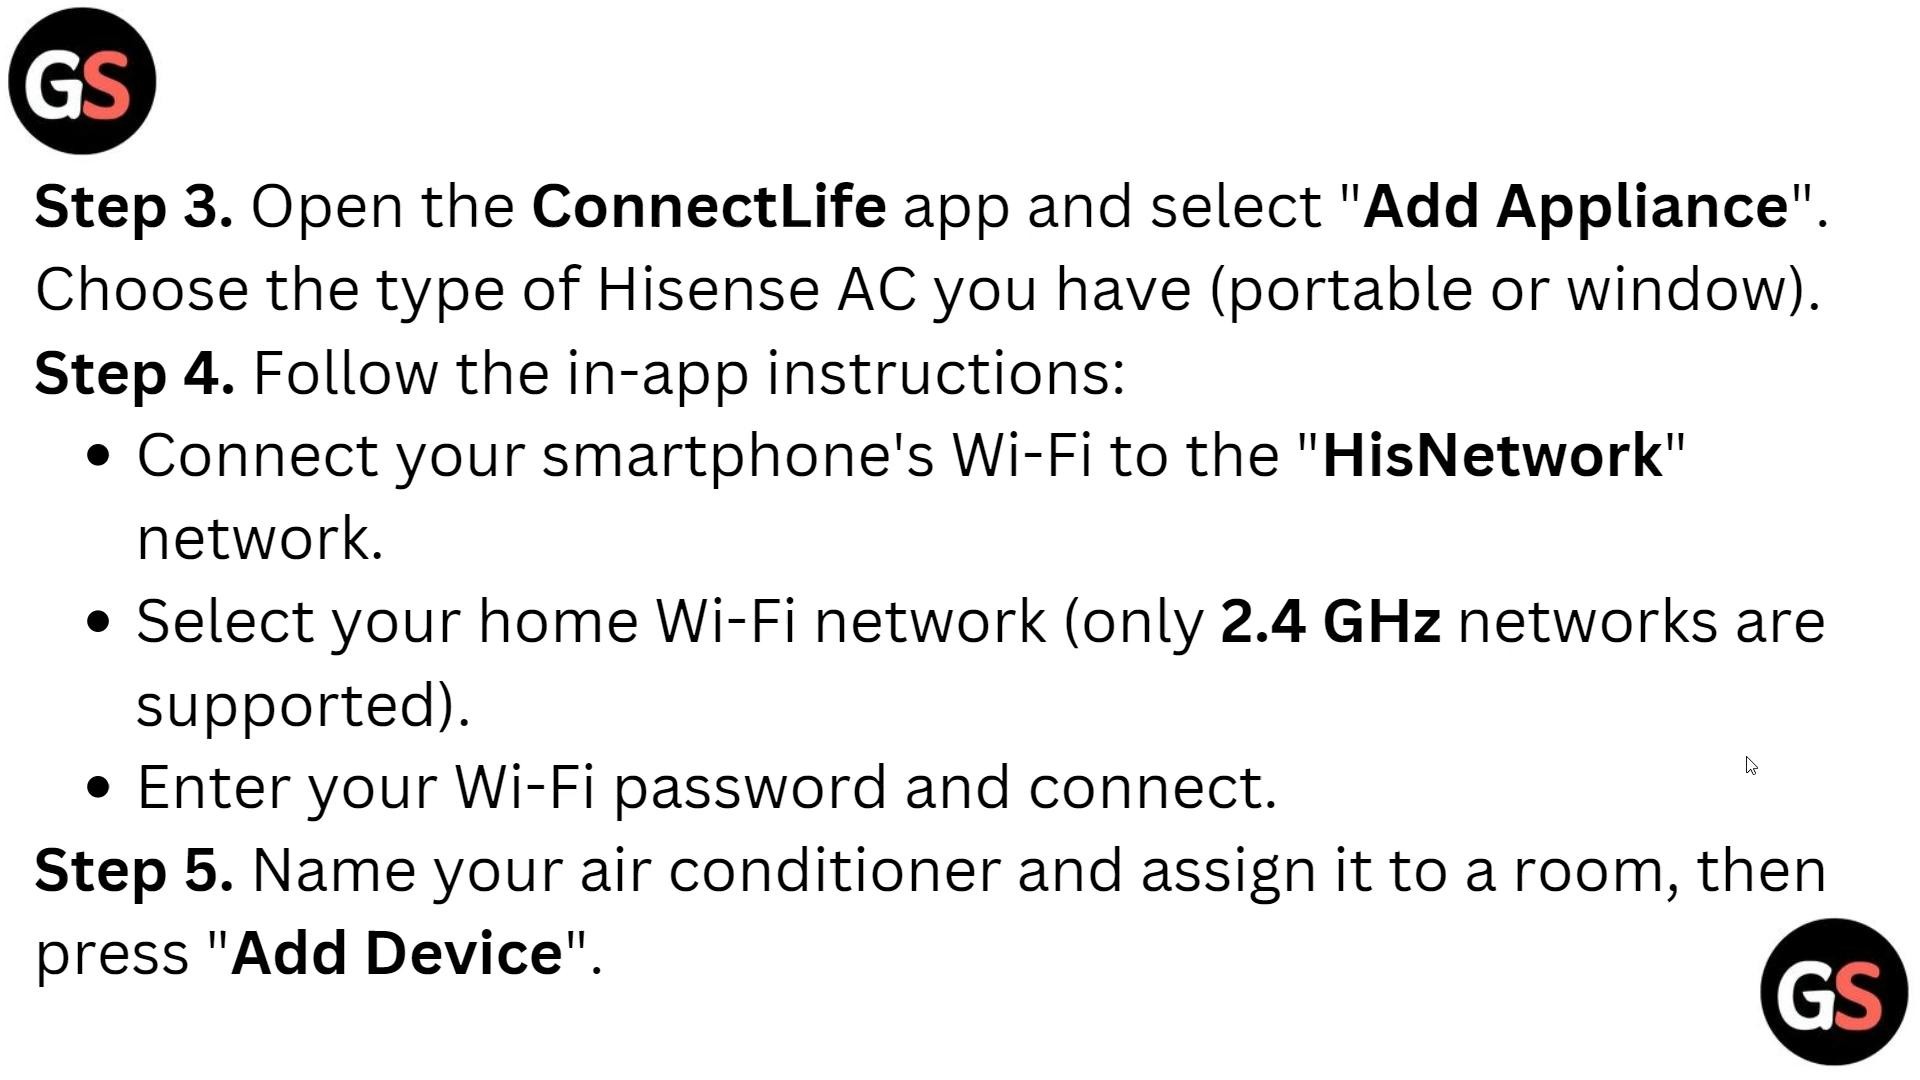 GS
Step 3. Open the ConnectLife app and select "Add Appliance".
Choose the type of Hisense AC you have (portable or window).
Step 4. Follow the in-app instructions:
• Connect your smartphone's Wi-Fi to the "HisNetwork"
network.
• Select your home Wi-Fi network (only 2.4 GHz networks are
supported).
• Enter your Wi-Fi password and connect.
Step 5. Name your air conditioner and assign it to a room, then
press "Add Device".
GS